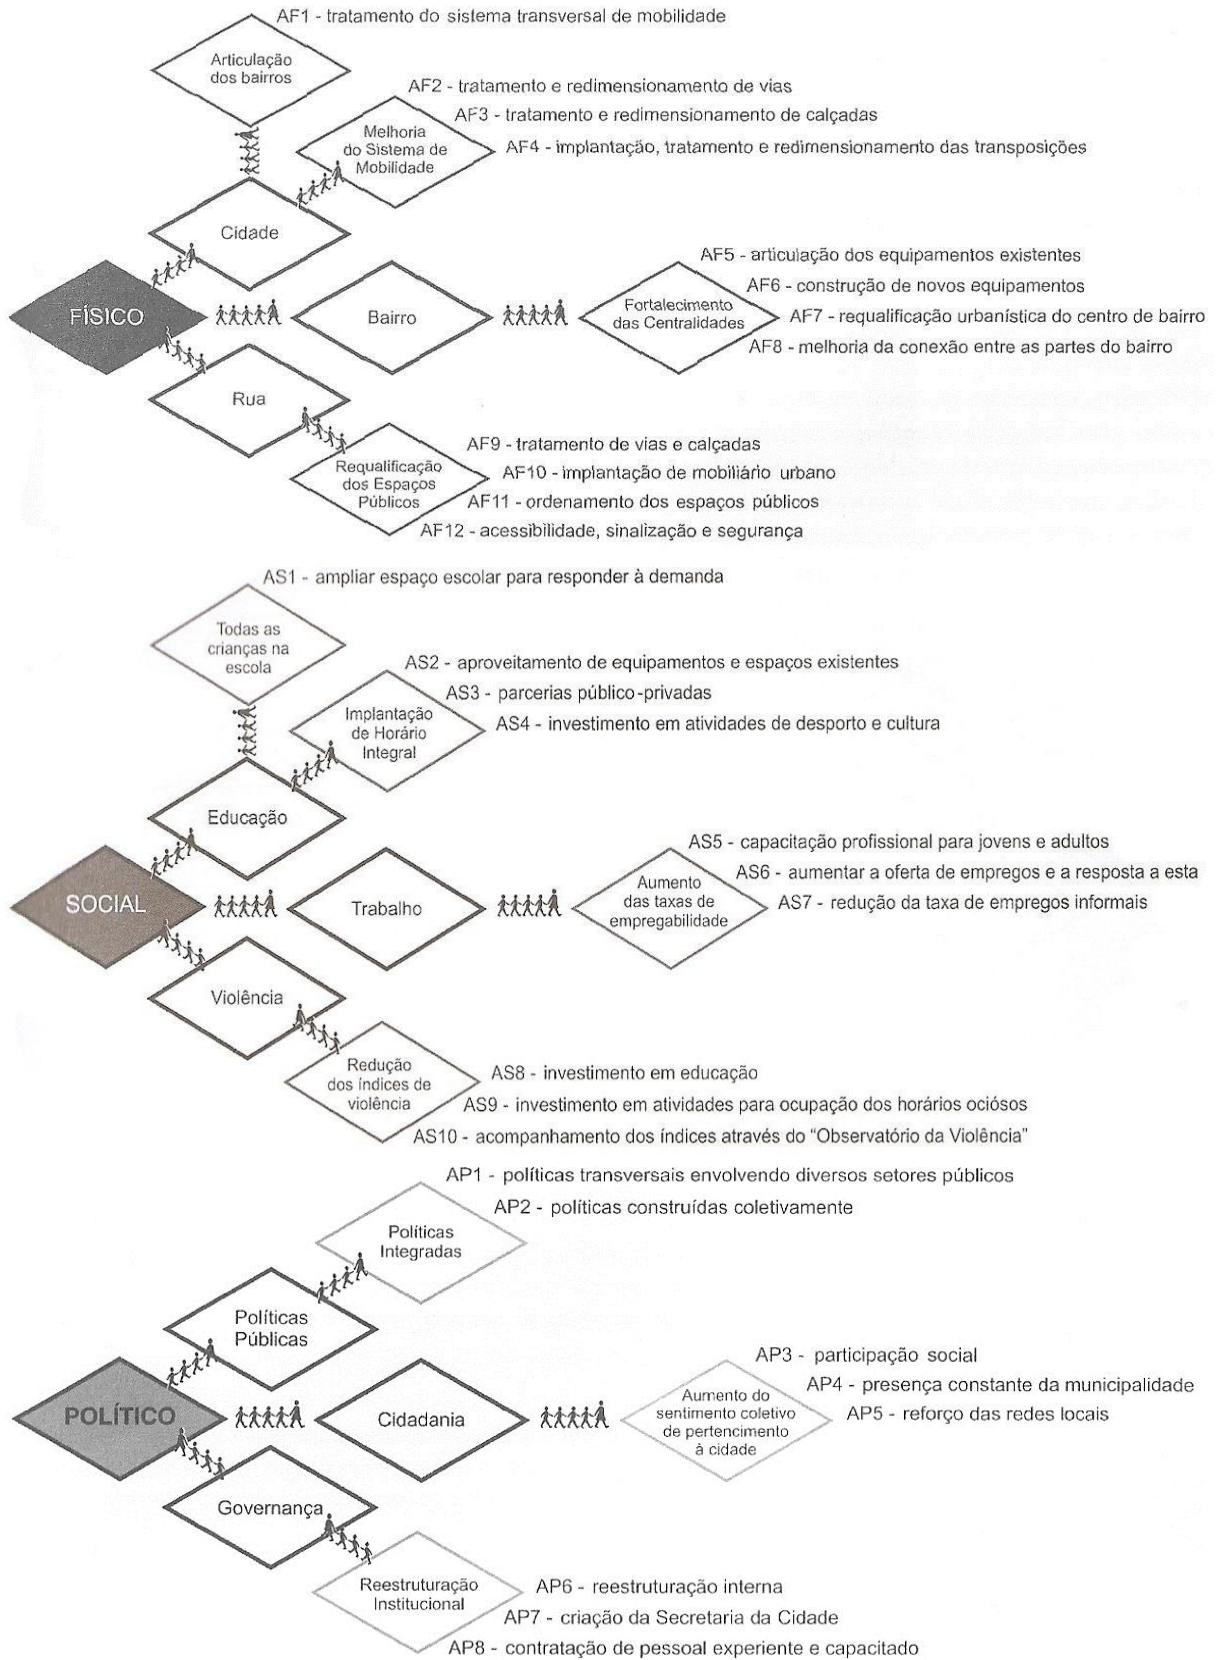 AF1 - tratamento do sistema transversal de mobilidade
Articulação
dos bairros
AF2 - tratamento e redimensionamento de vias
AF3 - tratamento e redimensionamento de calçadas
AF4 - implantação, tratamento e redimensionamento das transposições
Melhoria
do Sistema de
Mobilidade
Cidade
FÍSICO
Bairro
AF5 - articulação dos equipamentos existentes
AF6 - construção de novos equipamentos
AF7 - requalificação urbanística do centro de bairro
AF8 - melhoria da conexão entre as partes do bairro
Fortalecimento
das Centralidades
Rua
Requalificação
dos Espaços
Públicos
AF9 - tratamento de vias e calçadas
AF10 - implantação de mobiliário urbano
AF11 - ordenamento dos espaços públicos
AF12 - acessibilidade, sinalização e segurança
AS1 - ampliar espaço escolar para responder à demanda
Todas as
crianças na
escola
AS2 - aproveitamento de equipamentos e espaços existentes
AS3 - parcerias público-privadas
AS4 - investimento em atividades de desporto e cultura
Implantação
de Horário
Integral
Educação
SOCIAL
Trabalho
Aumento
das taxas de
empregabilidade
AS5 - capacitação profissional para jovens e adultos
AS6 - aumentar a oferta de empregos e a resposta a esta
AS7 - redução da taxa de empregos informais
Violência
Redução
dos índices de
violência
AS8 - investimento em educação
AS9 - investimento em atividades para ocupação dos horários ociósos
AS10 - acompanhamento dos índices através do “Observatório da Violência”
AP1 - políticas transversais envolvendo diversos setores públicos
AP2 - políticas construídas coletivamente
Políticas
Integradas
Políticas
Públicas
POLÍTICO
Cidadania
Aumento do
sentimento coletivo
de pertencimento
à cidade
AP3 - participação social
AP4 - presença constante da municipalidade
AP5 - reforço das redes locais
Governança
Reestruturação
Institucional
AP6 - reestruturação interna
AP7 - criação da Secretaria da Cidade
AP8 - contratação de pessoal experiente e capacitado